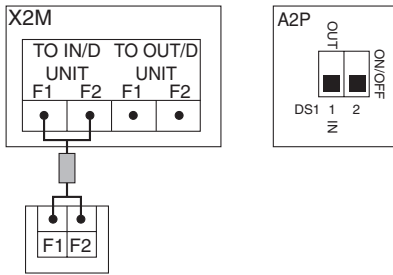 X2M
TO IN/D TO OUT/D
UNIT UNIT
F1 F2 F1 F2
F1 F2
A2P
OUT
ON/OFF
DS1 1 2
IN